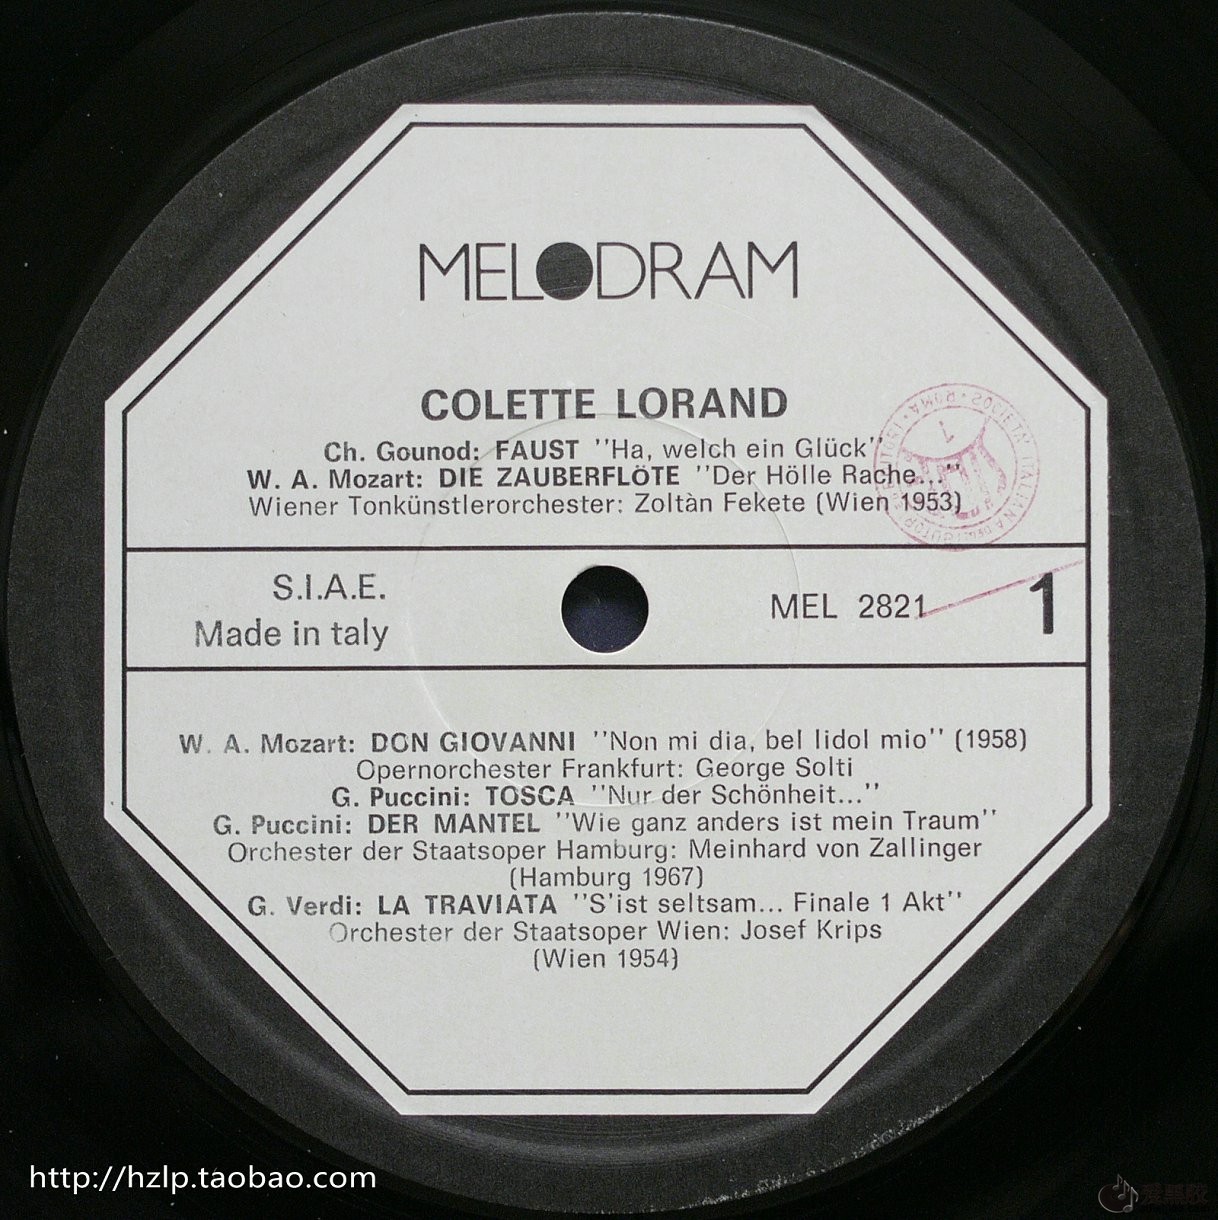 MELODRAM
COLETTE LORAND
Ch. Gounod: FAUST "Ha, welch ein Glück"
W. A. Mozart: DIE ZAUBERFLÖTE "Der Hölle Rache..."
Wiener Tonkünstlerorchester: Zoltàn Fekete (Wien 1953)
S.I.A.E.
Made in taly
MEL 2821
1
W. A. Mozart: DON GIOVANNI "Non mi dia, bel lidol mio" (1958)
Opernorchester Frankfurt: George Solti
G. Puccini: TOSCA "Nur der Schönheit..."
G. Puccini: DER MANTEL "Wie ganz anders ist mein Traum"
Orchester der Staatsoper Hamburg: Meinhard von Zallinger
(Hamburg 1967)
G. Verdi: LA TRAVIATA "S'ist seltsam... Finale 1 Akt"
Orchester der Staatsoper Wien: Josef Krips
(Wien 1954)
ROMA · SOCIETA' ITALIANA
http://hzlp.taobao.com